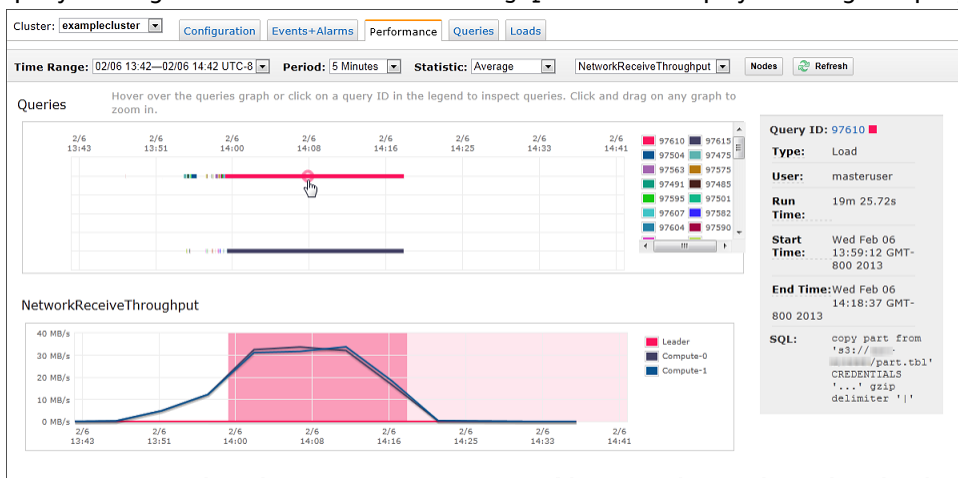 Cluster: examplecluster Configuration Events+Alarms Performance Queries Loads
Time Range: 02/06 13:42—02/06 14:42 UTC-8 Period: 5 Minutes Statistic: Average NetworkReceiveThroughput Nodes Refresh
Queries
Hover over the queries graph or click on a query ID in the legend to inspect queries. Click and drag on any graph to
zoom in.
2/6 2/6 2/6 2/6 2/6 2/6 2/6 2/6
13:43 13:51 14:00 14:08 14:16 14:25 14:33 14:41
97610 97615
97504 97475
97563 97575
97491 97485
97595 97501
97607 97582
97604 97590
NetworkReceiveThroughput
40 MB/s
30 MB/s
20 MB/s
10 MB/s
0 MB/s
2/6 2/6 2/6 2/6 2/6 2/6 2/6 2/6
13:43 13:51 14:00 14:08 14:16 14:25 14:33 14:41
Leader
Compute-0
Compute-1
Query ID: 97610
Type: Load
User: masteruser
Run 19m 25.72s
Time:
Start Wed Feb 06
Time: 13:59:12 GMT-
800 2013
End Time: Wed Feb 06
14:18:37 GMT-
800 2013
SQL: copy part from
's3://
/part.tbl'
CREDENTIALS
'...' gzip
delimiter '|'